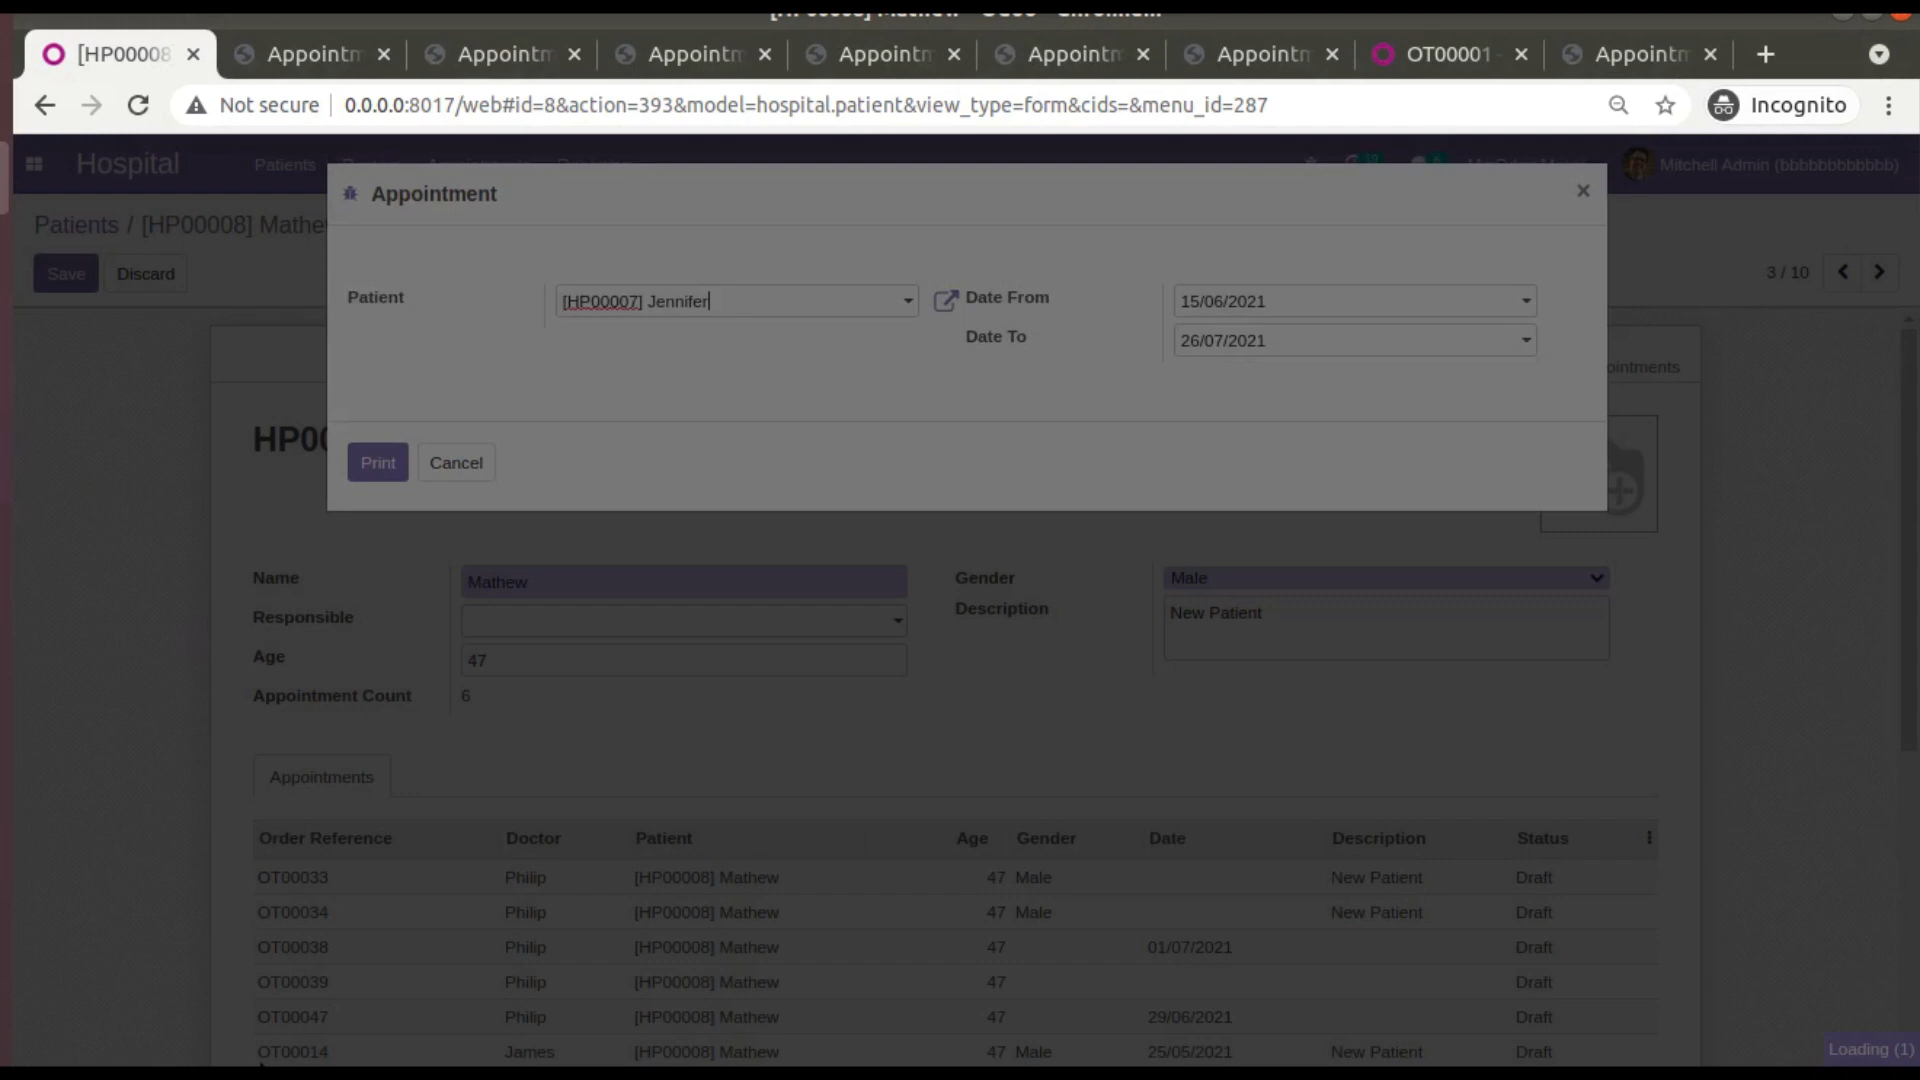 [HP00008
Appointm
Appointm
Appointm
Appointm
Appointm
Appointm
OT00001 -
Appointm
Not secure
0.0.0.0:8017/web#id=8&action=393&model=hospital.patient&view_type=form&cids=&menu_id=287
Incognito
Hospital
Patients
Mitchell Admin (bbbbbbbbbbbb)
Appointment
Patients / [HP00008] Mathe
Save
Discard
3 / 10
Patient
[HP00007] Jennifer
Date From
15/06/2021
Date To
26/07/2021
ointments
HP00
Print
Cancel
Name
Mathew
Gender
Male
Responsible
Description
New Patient
Age
47
Appointment Count
6
Appointments
Order Reference Doctor Patient Age Gender Date Description Status
OT00033 Philip [HP00008] Mathew 47 Male New Patient Draft
OT00034 Philip [HP00008] Mathew 47 Male New Patient Draft
OT00038 Philip [HP00008] Mathew 47 01/07/2021 Draft
OT00039 Philip [HP00008] Mathew 47 Draft
OT00047 Philip [HP00008] Mathew 47 29/06/2021 Draft
OT00014 James [HP00008] Mathew 47 Male 25/05/2021 New Patient Draft
Loading (1)